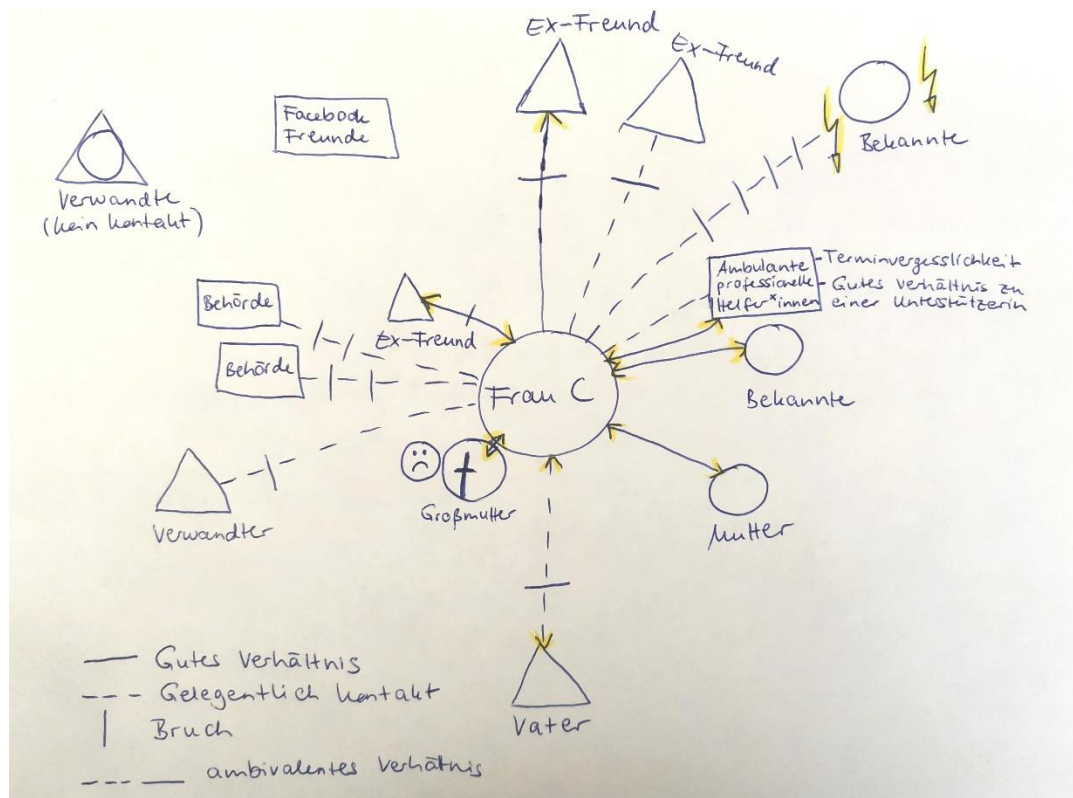 Ex-Freund
Ex-Freund
Facebook
Freunde
Bekannte
Verwandte
(kein Kontakt)
Ambulante
professionelle
Helfer*innen
-Terminvergesslichkeit
- Gutes Verhältnis zu
einer Unterstützerin
Behörde
Ex-Freund
Behörde
Frau C
Bekannte
Großmutter
Verwandter
Mutter
Vater
Gutes Verhältnis
Gelegentlich Kontakt
Bruch
ambivalentes Verhältnis